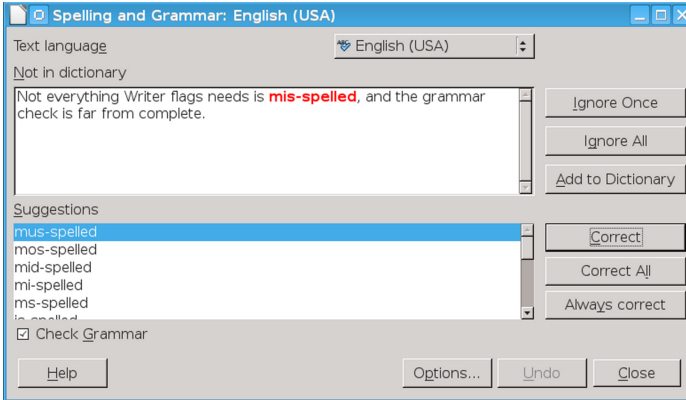 Spelling and Grammar: English (USA)
Text language
English (USA)
Not in dictionary
Not everything Writer flags needs is mis-spelled, and the grammar
check is far from complete.
Ignore Once
Ignore All
Add to Dictionary
Suggestions
mus-spelled
mos-spelled
mid-spelled
mi-spelled
ms-spelled
Correct
Correct All
Always correct
Check Grammar
Help
Options...
Undo
Close